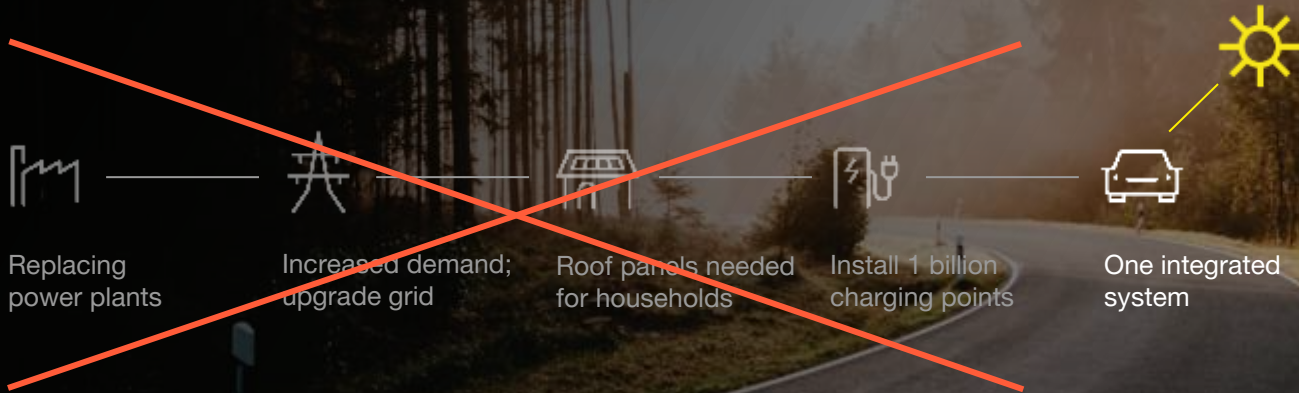 Replacing
power plants
Increased demand;
upgrade grid
Roof panels needed
for households
Install 1 billion
charging points
One integrated
system